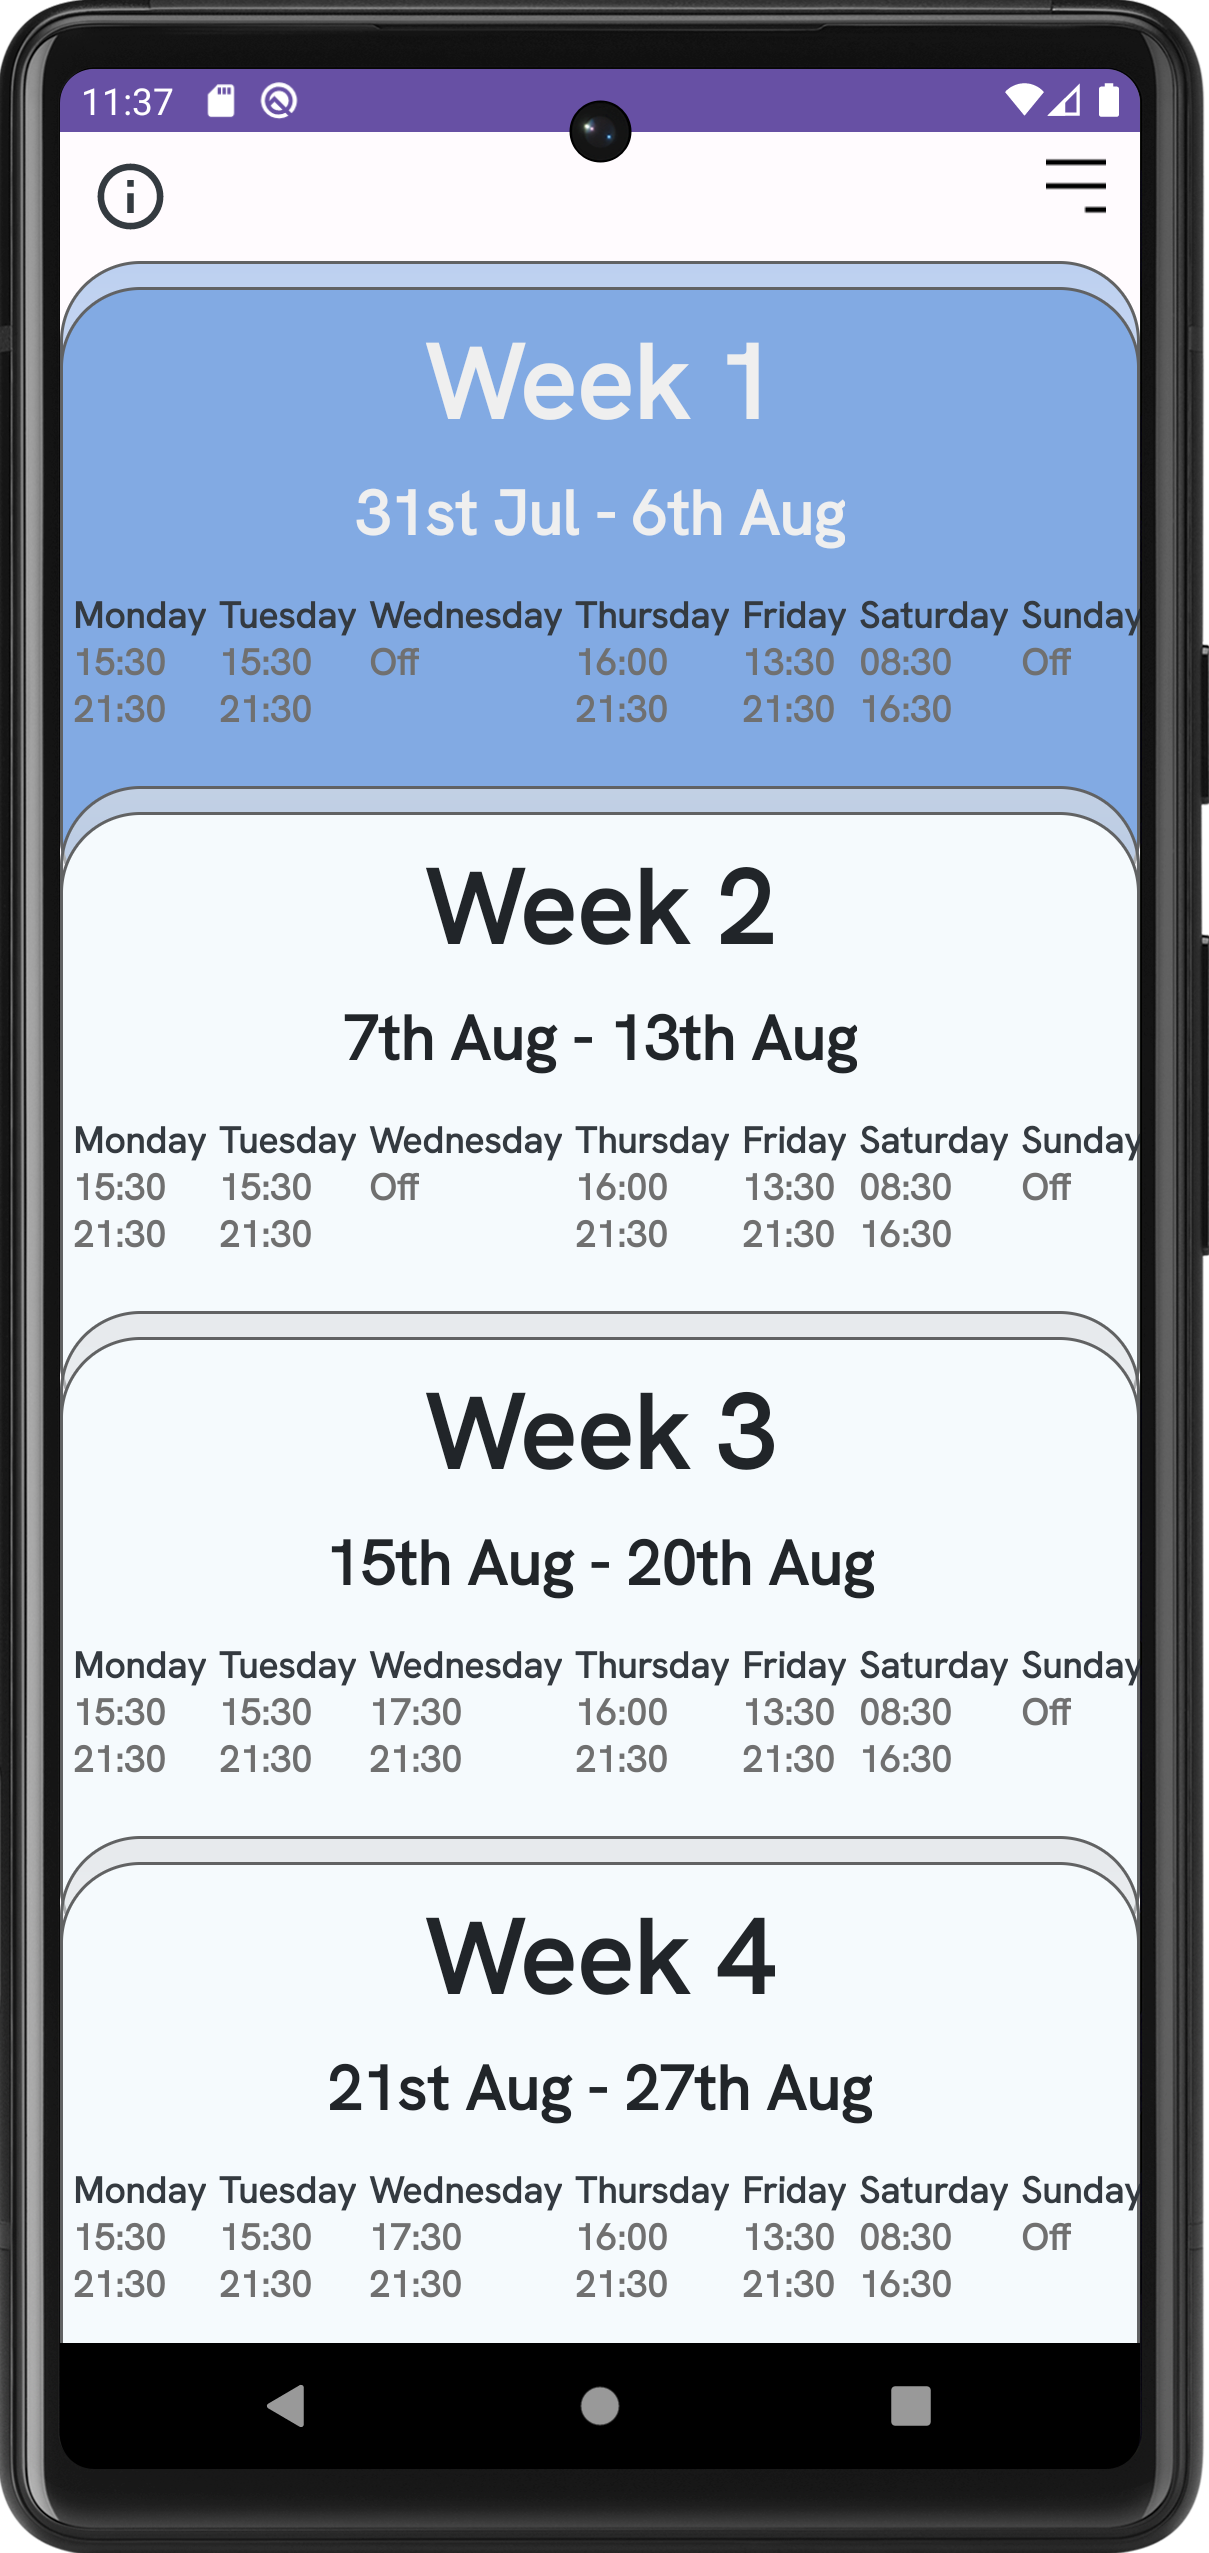 11:37
Week 1
31st Jul - 6th Aug
Monday Tuesday Wednesday Thursday Friday Saturday Sunday
15:30 15:30 Off 16:00 13:30 08:30 Off
21:30 21:30 21:30 21:30 16:30
Week 2
7th Aug - 13th Aug
Monday Tuesday Wednesday Thursday Friday Saturday Sunday
15:30 15:30 Off 16:00 13:30 08:30 Off
21:30 21:30 21:30 21:30 16:30
Week 3
15th Aug - 20th Aug
Monday Tuesday Wednesday Thursday Friday Saturday Sunday
15:30 15:30 17:30 16:00 13:30 08:30 Off
21:30 21:30 21:30 21:30 21:30 16:30
Week 4
21st Aug - 27th Aug
Monday Tuesday Wednesday Thursday Friday Saturday Sunday
15:30 15:30 17:30 16:00 13:30 08:30 Off
21:30 21:30 21:30 21:30 21:30 16:30